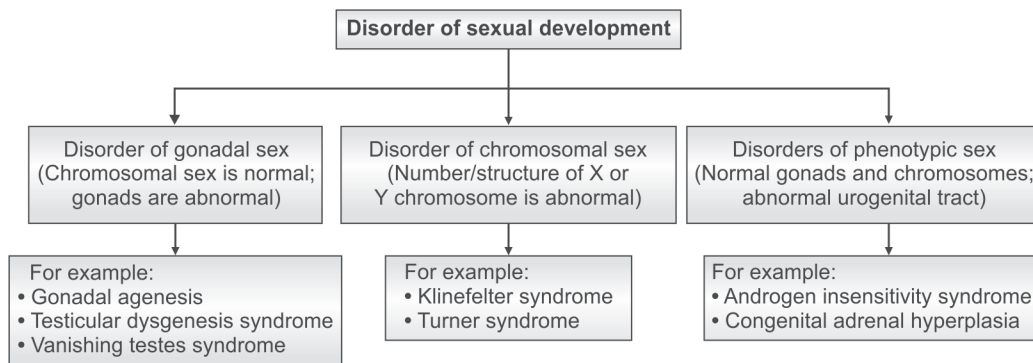 Disorder of sexual development
Disorder of gonadal sex
(Chromosomal sex is normal;
gonads are abnormal)
Disorder of chromosomal sex
(Number/structure of X or
Y chromosome is abnormal)
Disorders of phenotypic sex
(Normal gonads and chromosomes;
abnormal urogenital tract)
For example:
• Gonadal agenesis
• Testicular dysgenesis syndrome
• Vanishing testes syndrome
For example:
• Klinefelter syndrome
• Turner syndrome
For example:
• Androgen insensitivity syndrome
• Congenital adrenal hyperplasia